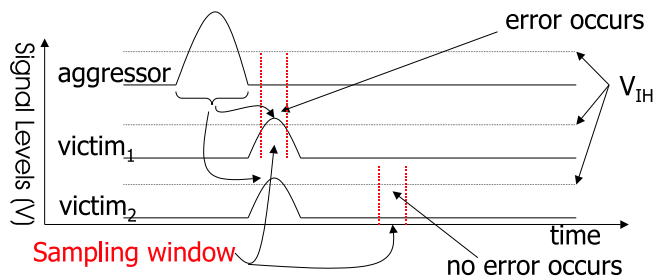 error occurs
Signal Levels (V)
aggressor
V_IH
victim_1
victim_2
time
Sampling window
no error occurs